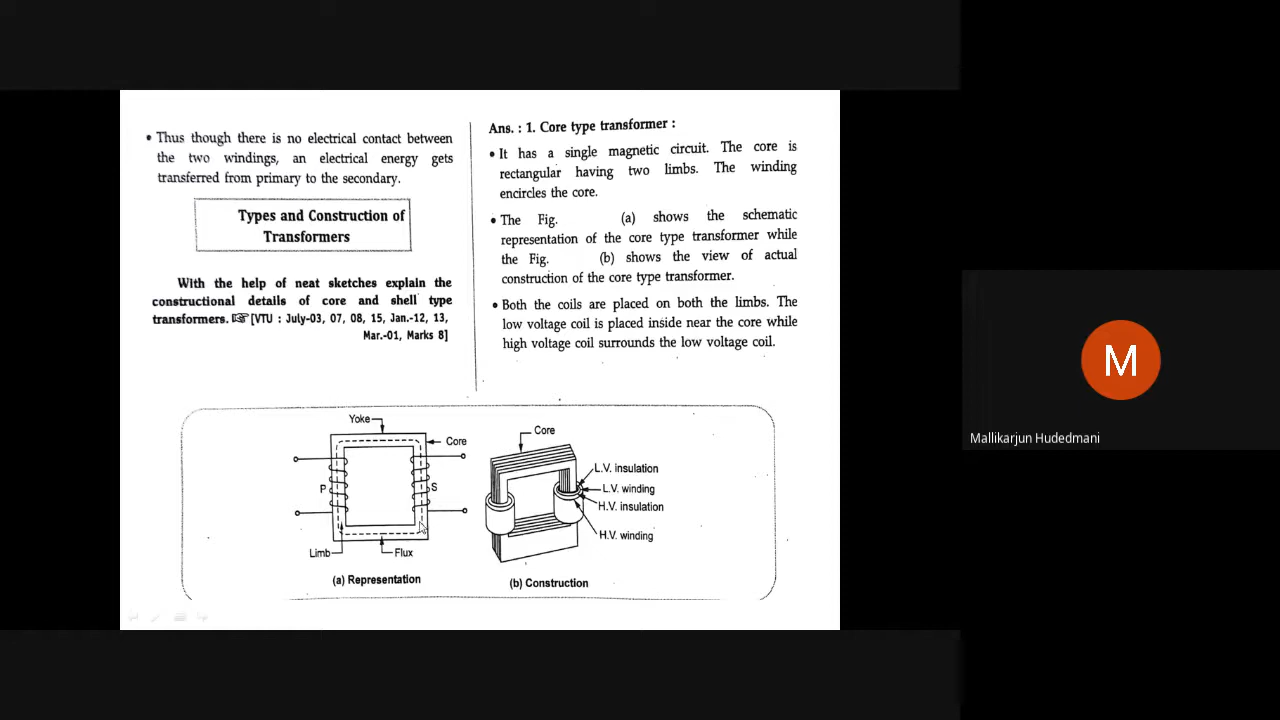 • Thus though there is no electrical contact between
the two windings, an electrical energy gets
transferred from primary to the secondary.
Types and Construction of
Transformers
With the help of neat sketches explain the
constructional details of core and shell type
transformers. ☞ [VTU : July-03, 07, 08, 15, Jan.-12, 13,
Mar.-01, Marks 8]
Ans. : 1. Core type transformer :
• It has a single magnetic circuit. The core is
rectangular having two limbs. The winding
encircles the core.
• The Fig. (a) shows the schematic
representation of the core type transformer while
the Fig. (b) shows the view of actual
construction of the core type transformer.
• Both the coils are placed on both the limbs. The
low voltage coil is placed inside near the core while
high voltage coil surrounds the low voltage coil.
Yoke
Core
P
S
Limb
Flux
(a) Representation
Core
L.V. insulation
L.V. winding
H.V. insulation
H.V. winding
(b) Construction
M
Mallikarjun Hudedmani